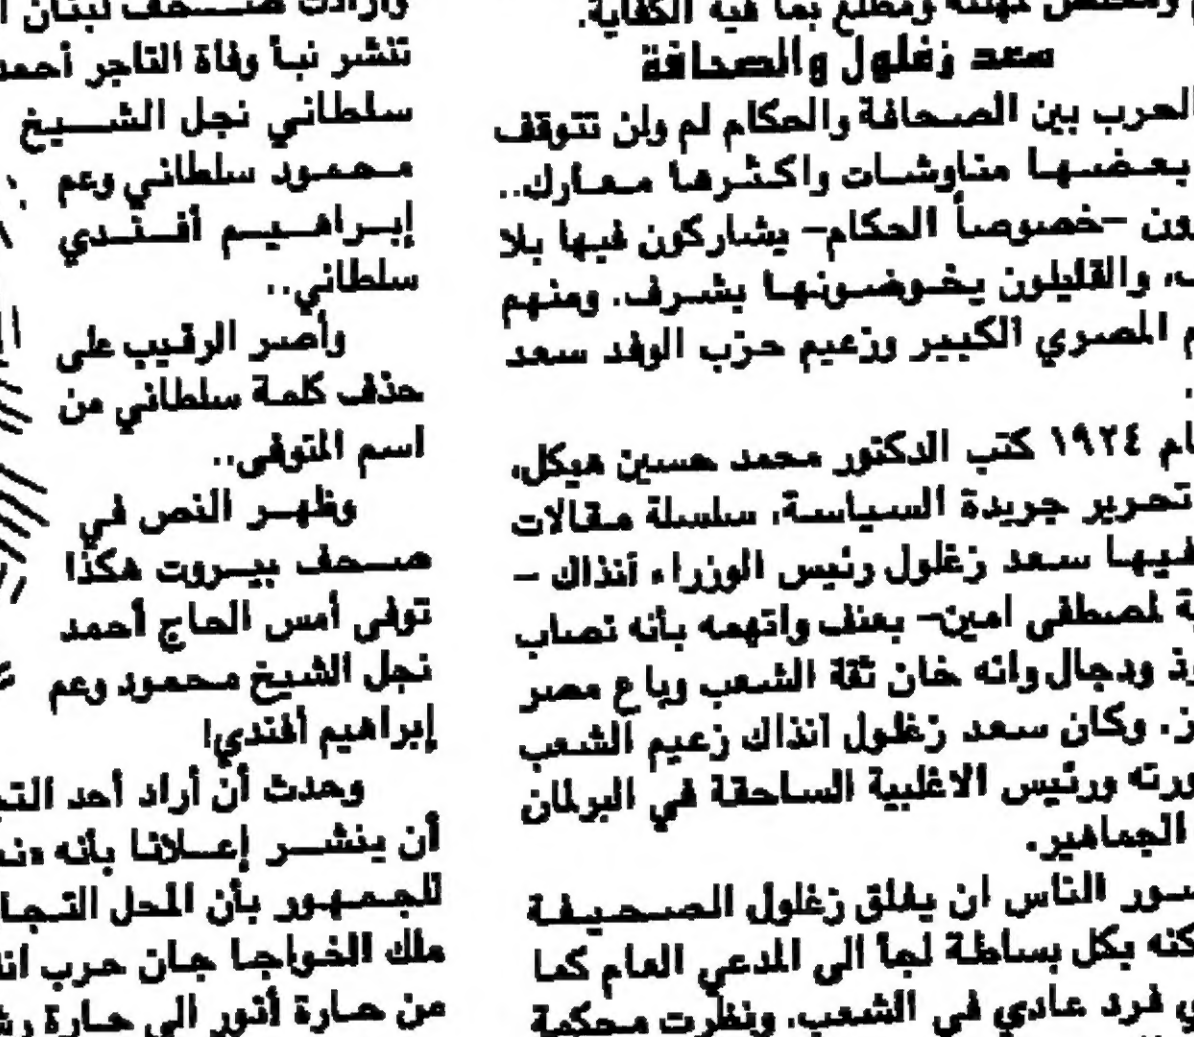 ومطلع بما فيه الكفاية.
سعد زغلول والصحافة
الحرب بين الصحافة والحكام لم ولن تتوقف
بعضها مناوشات واكثرها معارك..
-خصوصاً الحكام- يشاركون فيها بلا
والقليلون يخوضونها بشرف. ومنهم
المصري الكبير وزعيم حزب الوفد سعد
١٩٢٤ كتب الدكتور محمد حسين هيكل،
تحرير جريدة السياسة، سلسلة مقالات
فيها سعد زغلول رئيس الوزراء آنذاك -
لمصطفى امين- بعنف واتهمه بأنه نصاب
ودجال وانه خان ثقة الشعب وباع مصر
وكان سعد زغلول آنذاك زعيم الشعب
ورئيس الاغلبية الساحقة في البرلمان
الجماهير.
الناس ان يغلق زغلول الصحيفة
بكل بساطة لجأ الى المدعي العام كما
فرد عادي في الشعب. ونظرت محكمة
وأرادت صحف لبنان
تنشر نبأ وفاة التاجر أحمد
سلطاني نجل الشيخ
محمود سلطاني وعم
إبراهيم أفندي
سلطاني..
وأصر الرقيب على
حذف كلمة سلطاني من
اسم المتوفى..
وظهر النص في
صحف بيروت هكذا
توفى أمس الحاج أحمد
نجل الشيخ محمود وعم
إبراهيم أفندي!
وحدث أن أراد أحد
أن ينشر إعلانا بأنه
للجمهور بأن المحل
ملك الخواجا جان حرب
من حارة أنور الى حارة